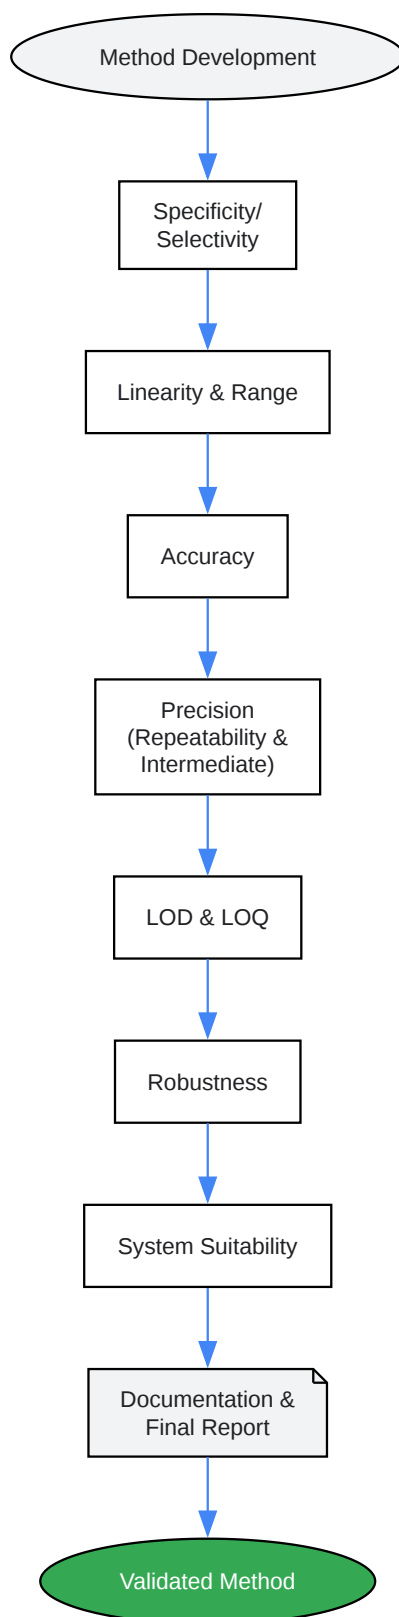 Method Development
Specificity/
Selectivity
Linearity & Range
Accuracy
Precision
(Repeatability &
Intermediate)
LOD & LOQ
Robustness
System Suitability
Documentation &
Final Report
Validated Method